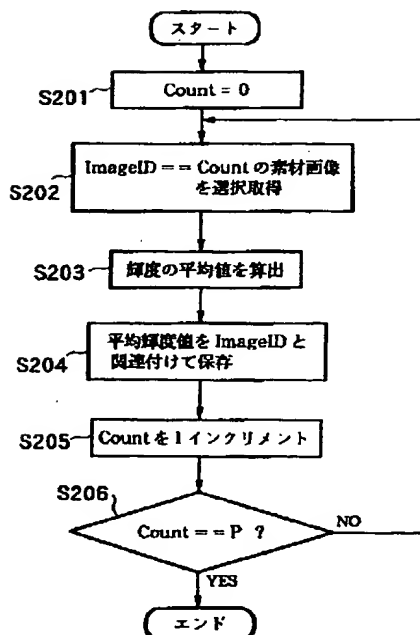 スタート
S201
Count = 0
S202
ImageID == Count の素材画像
を選択取得
S203
輝度の平均値を算出
S204
平均輝度値を ImageID と
関連付けて保存
S205
Count を 1 インクリメント
S206
Count == P ?
NO
YES
エンド